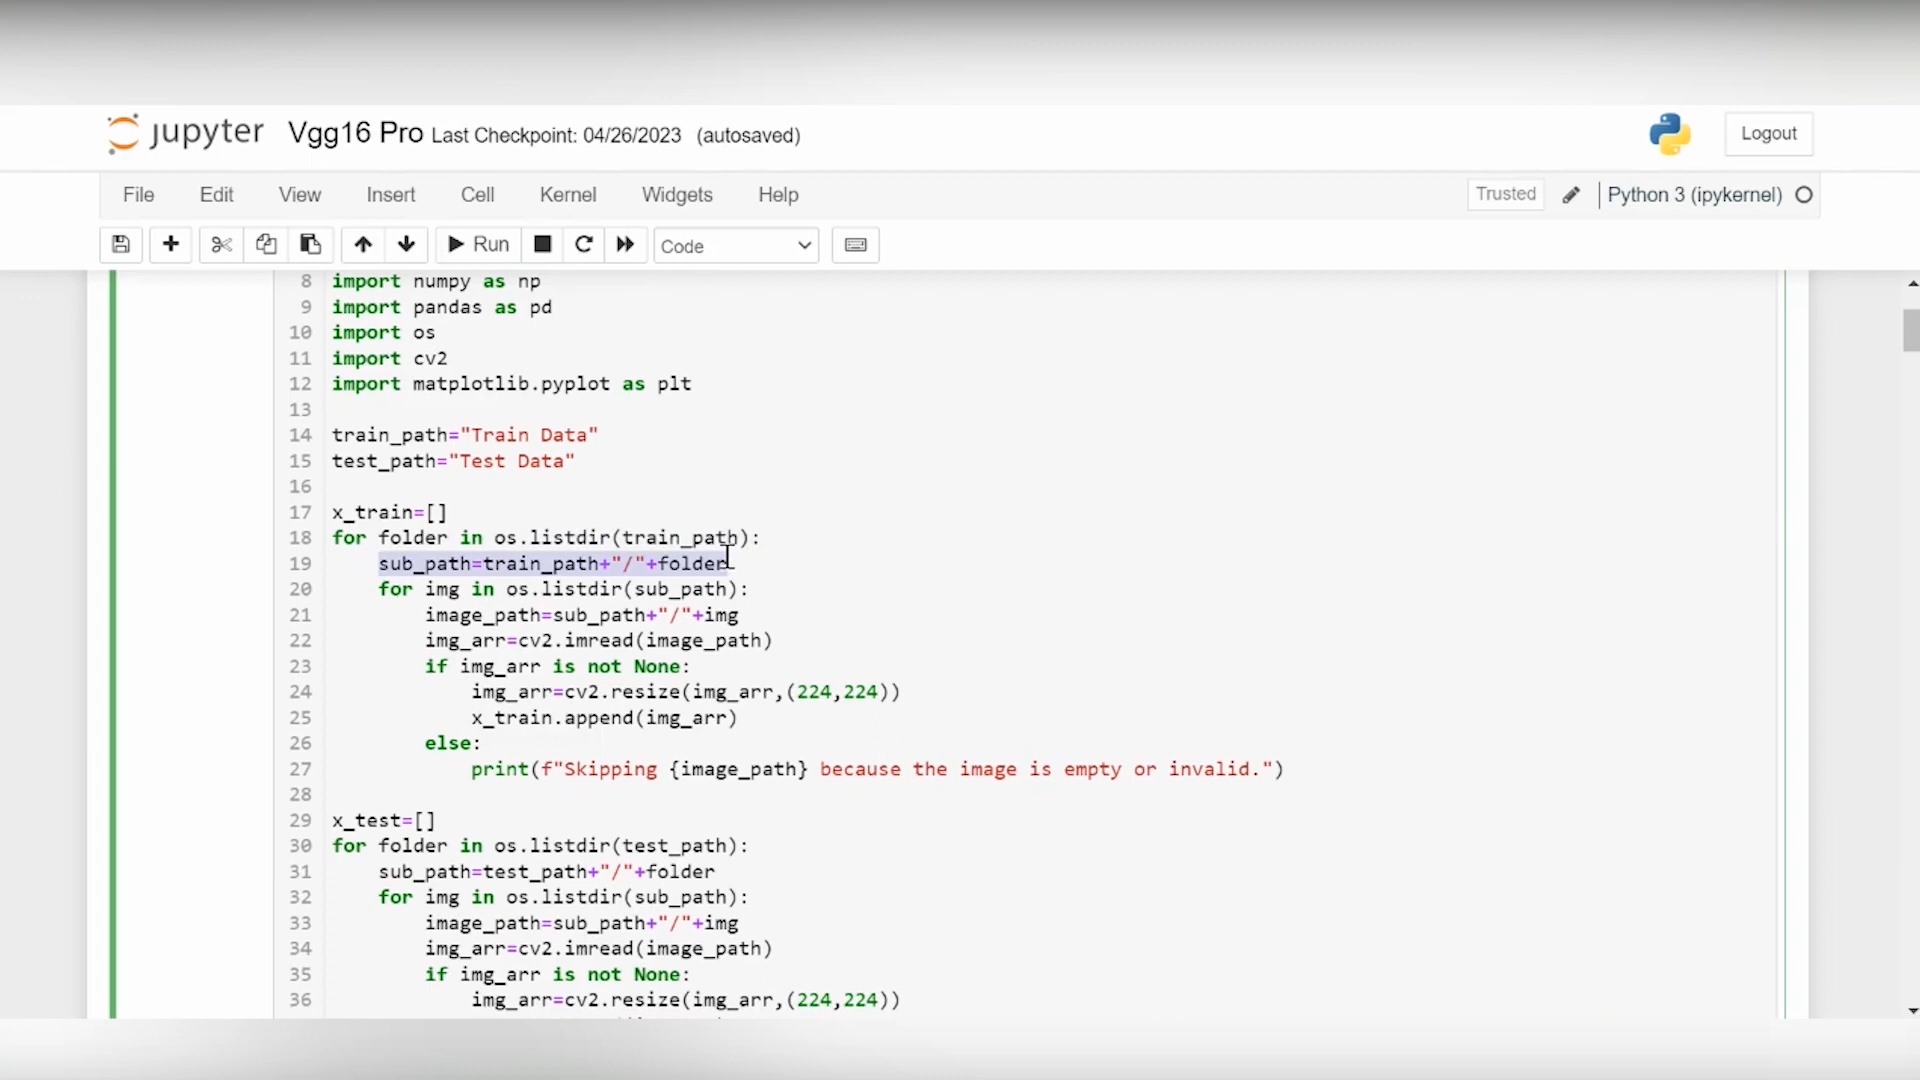 jupyter Vgg16 Pro Last Checkpoint: 04/26/2023 (autosaved)
Logout
File Edit View Insert Cell Kernel Widgets Help
Trusted Python 3 (ipykernel)
Run Code
8 import numpy as np
9 import pandas as pd
10 import os
11 import cv2
12 import matplotlib.pyplot as plt
13
14 train_path="Train Data"
15 test_path="Test Data"
16
17 x_train=[]
18 for folder in os.listdir(train_path):
19     sub_path=train_path+"/"+folder
20     for img in os.listdir(sub_path):
21         image_path=sub_path+"/"+img
22         img_arr=cv2.imread(image_path)
23         if img_arr is not None:
24             img_arr=cv2.resize(img_arr,(224,224))
25             x_train.append(img_arr)
26         else:
27             print(f"Skipping {image_path} because the image is empty or invalid.")
28
29 x_test=[]
30 for folder in os.listdir(test_path):
31     sub_path=test_path+"/"+folder
32     for img in os.listdir(sub_path):
33         image_path=sub_path+"/"+img
34         img_arr=cv2.imread(image_path)
35         if img_arr is not None:
36             img_arr=cv2.resize(img_arr,(224,224))